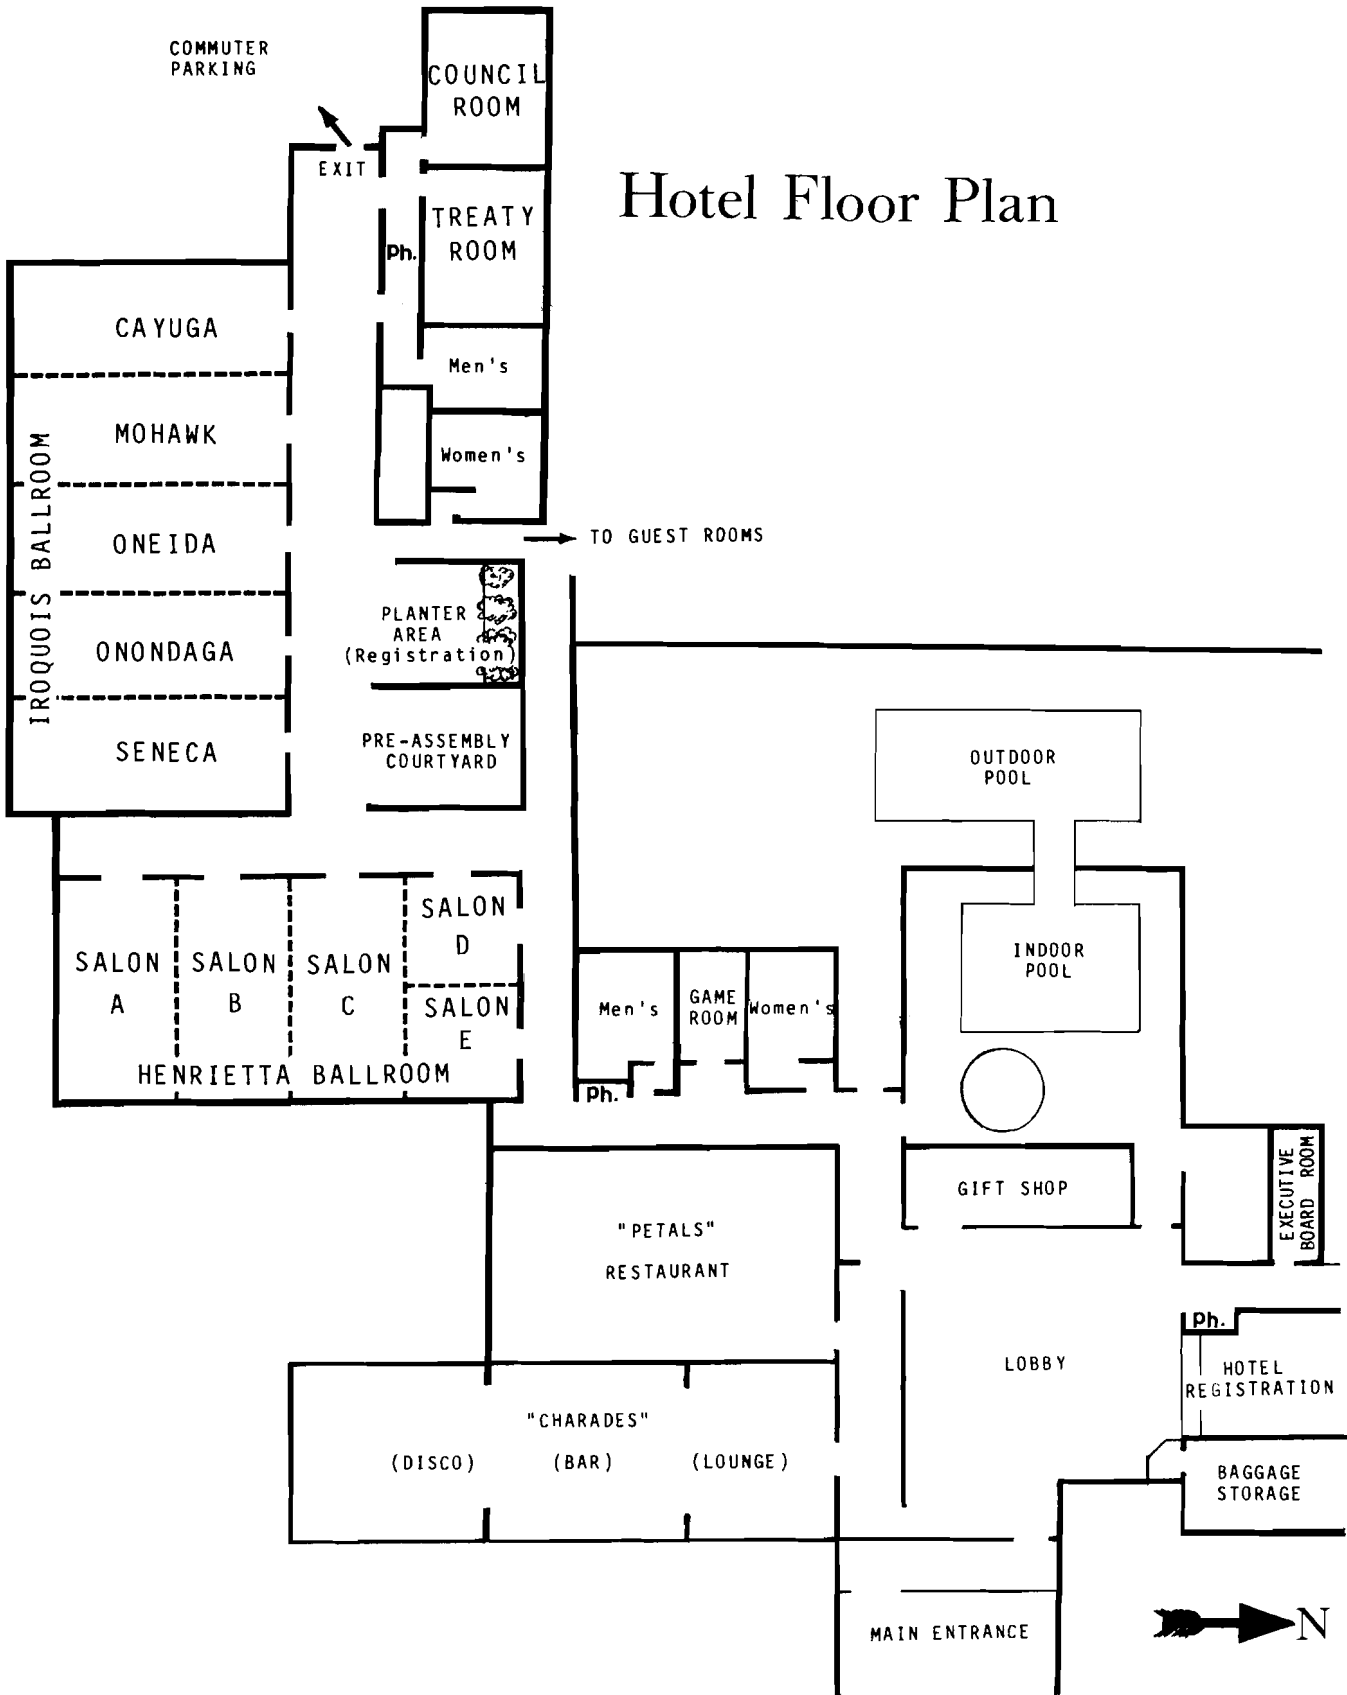 COMMUTER
PARKING
COUNCIL
ROOM
EXIT
Hotel Floor Plan
TREATY
ROOM
Ph.
CAYUGA
Men's
MOHAWK
Women's
IROQUOIS BALLROOM
ONEIDA
TO GUEST ROOMS
PLANTER
AREA
(Registration)
ONONDAGA
SENECA
PRE-ASSEMBLY
COURTYARD
OUTDOOR
POOL
SALON
D
SALON
A
SALON
B
SALON
C
SALON
E
HENRIETTA BALLROOM
INDOOR
POOL
Men's
GAME
ROOM
Women's
Ph.
GIFT SHOP
EXECUTIVE
BOARD ROOM
"PETALS"
RESTAURANT
Ph.
LOBBY
HOTEL
REGISTRATION
"CHARADES"
(DISCO) (BAR) (LOUNGE)
BAGGAGE
STORAGE
MAIN ENTRANCE
N